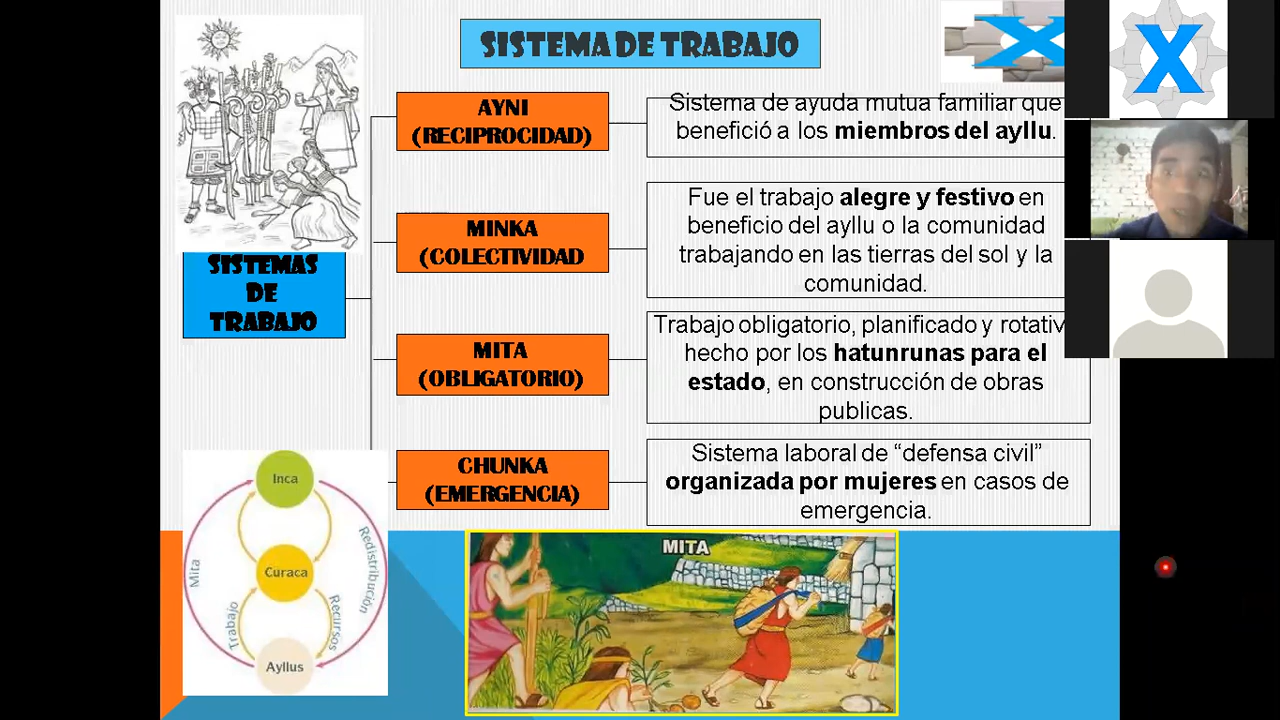 SISTEMA DE TRABAJO
SISTEMAS
DE
TRABAJO
AYNI
(RECIPROCIDAD)
Sistema de ayuda mutua familiar que
benefició a los miembros del ayllu.
MINKA
(COLECTIVIDAD
Fue el trabajo alegre y festivo en
beneficio del ayllu o la comunidad
trabajando en las tierras del sol y la
comunidad.
MITA
(OBLIGATORIO)
Trabajo obligatorio, planificado y rotativ
hecho por los hatunrunas para el
estado, en construcción de obras
publicas.
CHUNKA
(EMERGENCIA)
Sistema laboral de “defensa civil”
organizada por mujeres en casos de
emergencia.
Inca
Curaca
Ayllus
Mita
Trabajo
Recursos
Redistribución
MITA
X
X